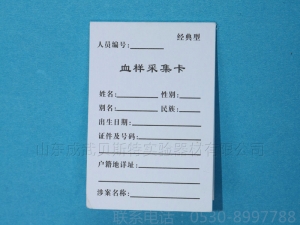 经典型
人员编号：
血样采集卡
姓名： 性别：
别名： 民族：
出生日期：
证件及号码：
户籍地详址：
涉案名称：
联系电话：0530-8997788